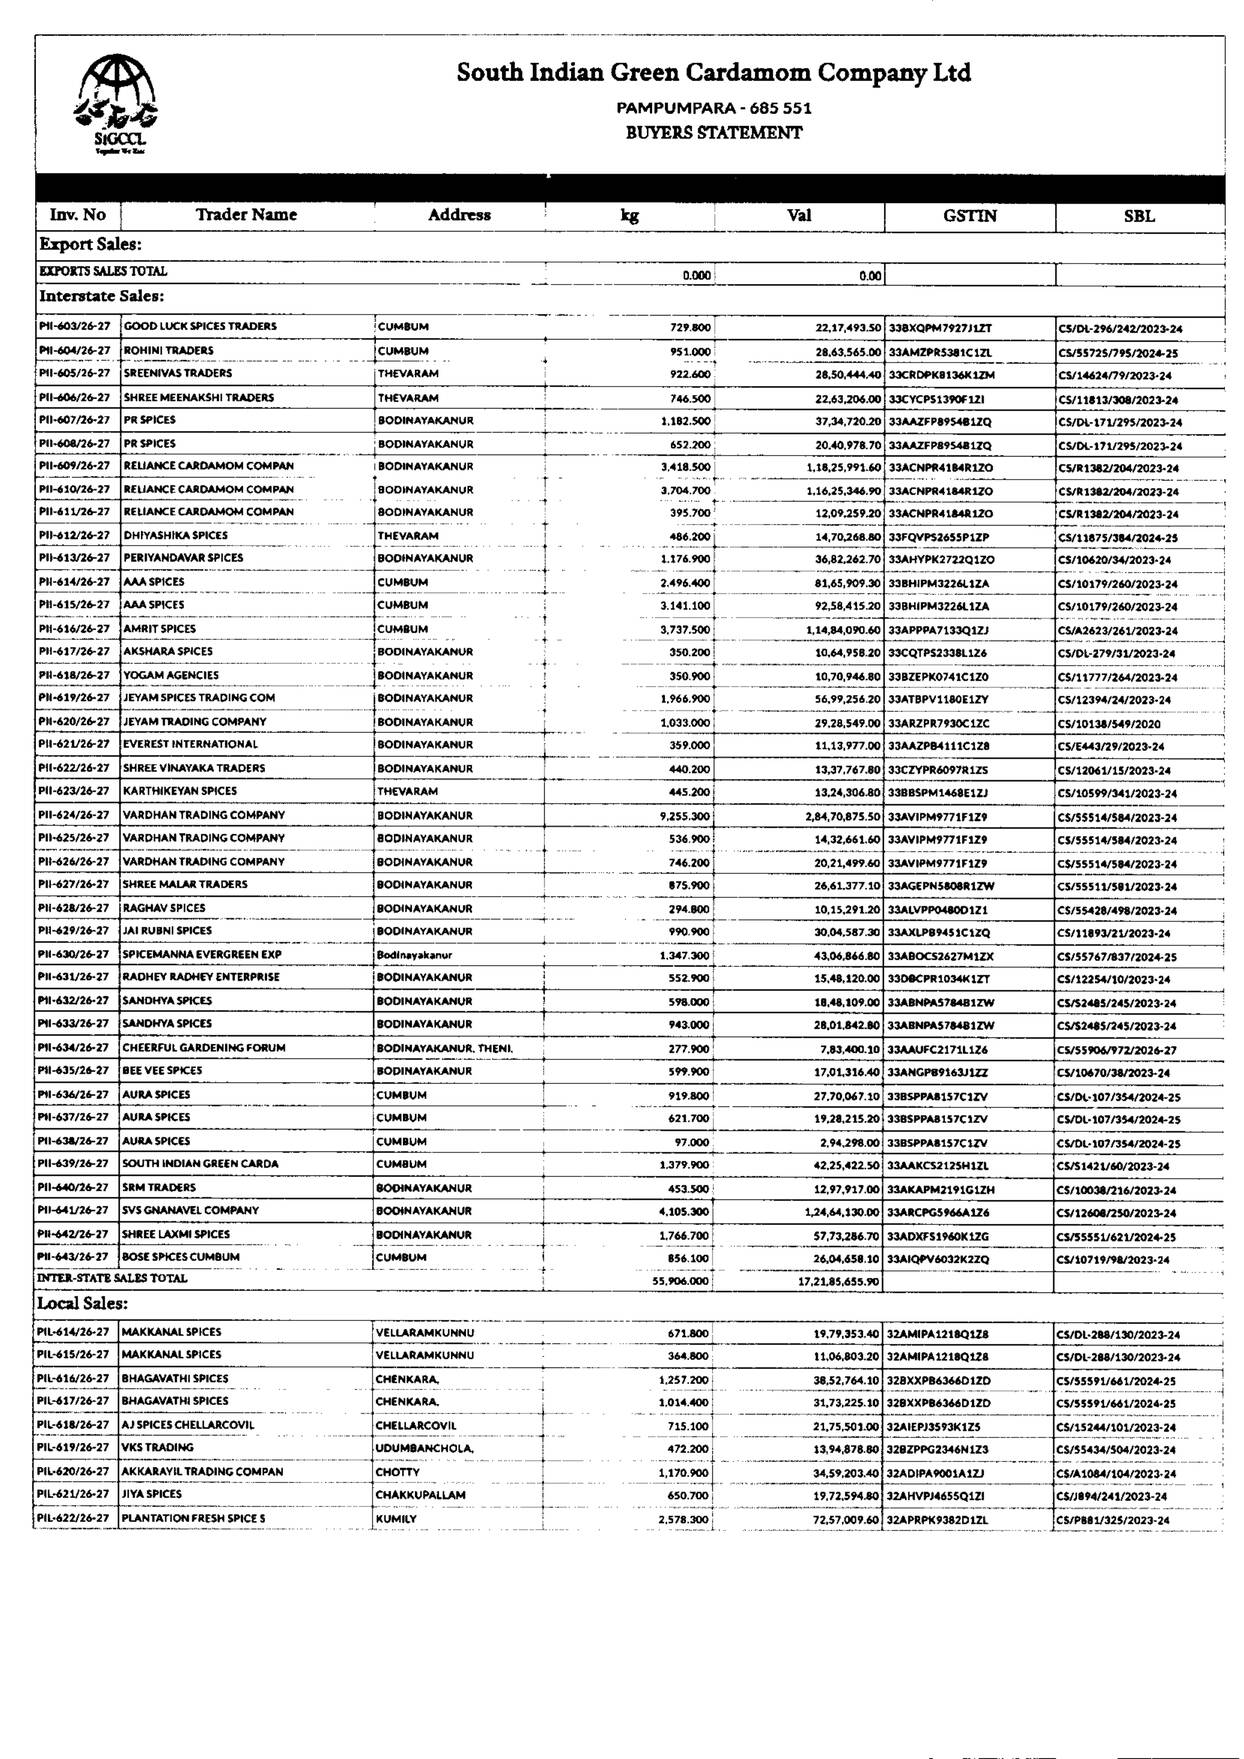 SiGCCL
Together We Rise
South Indian Green Cardamom Company Ltd
PAMPUMPARA - 685 551
BUYERS STATEMENT
Inv. No Trader Name Address kg Val GSTIN SBL
Export Sales:
EXPORTS SALES TOTAL 0.000 0.00
Interstate Sales:
PII-603/26-27 GOOD LUCK SPICES TRADERS CUMBUM 729.800 22,17,493.50 33BXQPM7927J1ZT CS/DL-296/242/2023-24
PII-604/26-27 ROHINI TRADERS CUMBUM 951.000 28,63,565.00 33AMZPR5381C1ZL CS/55725/795/2024-25
PII-605/26-27 SREENIVAS TRADERS THEVARAM 922.600 28,50,444.40 33CRDPK8136K1ZM CS/14624/79/2023-24
PII-606/26-27 SHREE MEENAKSHI TRADERS THEVARAM 746.500 22,63,206.00 33CYCPS1390F1ZI CS/11813/308/2023-24
PII-607/26-27 PR SPICES BODINAYAKANUR 1,182.500 37,34,720.20 33AAZFP8954B1ZQ CS/DL-171/295/2023-24
PII-608/26-27 PR SPICES BODINAYAKANUR 652.200 20,40,978.70 33AAZFP8954B1ZQ CS/DL-171/295/2023-24
PII-609/26-27 RELIANCE CARDAMOM COMPAN BODINAYAKANUR 3,418.500 1,18,25,991.60 33ACNPR4184R1ZO CS/R1382/204/2023-24
PII-610/26-27 RELIANCE CARDAMOM COMPAN BODINAYAKANUR 3,704.700 1,16,25,346.90 33ACNPR4184R1ZO CS/R1382/204/2023-24
PII-611/26-27 RELIANCE CARDAMOM COMPAN BODINAYAKANUR 395.700 12,09,259.20 33ACNPR4184R1ZO CS/R1382/204/2023-24
PII-612/26-27 DHIYASHIKA SPICES THEVARAM 486.200 14,70,268.80 33FQVPS2655P1ZP CS/11875/384/2024-25
PII-613/26-27 PERIYANDAVAR SPICES BODINAYAKANUR 1,176.900 36,82,262.70 33AHYPK2722Q1ZO CS/10620/34/2023-24
PII-614/26-27 AAA SPICES CUMBUM 2,496.400 81,65,909.30 33BHIPM3226L1ZA CS/10179/260/2023-24
PII-615/26-27 AAA SPICES CUMBUM 3,141.100 92,58,415.20 33BHIPM3226L1ZA CS/10179/260/2023-24
PII-616/26-27 AMRIT SPICES CUMBUM 3,737.500 1,14,84,090.60 33APPPA7133Q1ZJ CS/A2623/261/2023-24
PII-617/26-27 AKSHARA SPICES BODINAYAKANUR 350.200 10,64,958.20 33CQTPS2338L1Z6 CS/DL-279/31/2023-24
PII-618/26-27 YOGAM AGENCIES BODINAYAKANUR 350.900 10,70,946.80 33BZEPK0741C1Z0 CS/11777/264/2023-24
PII-619/26-27 JEYAM SPICES TRADING COM BODINAYAKANUR 1,966.900 56,99,256.20 33ATBPV1180E1ZY CS/12394/24/2023-24
PII-620/26-27 JEYAM TRADING COMPANY BODINAYAKANUR 1,033.000 29,28,549.00 33ARZPR7930C1ZC CS/10138/549/2020
PII-621/26-27 EVEREST INTERNATIONAL BODINAYAKANUR 359.000 11,13,977.00 33AAZPB4111C1Z8 CS/E443/29/2023-24
PII-622/26-27 SHREE VINAYAKA TRADERS BODINAYAKANUR 440.200 13,37,767.80 33CZYPR6097R1ZS CS/12061/15/2023-24
PII-623/26-27 KARTHIKEYAN SPICES THEVARAM 445.200 13,24,306.80 33BBSPM1468E1ZJ CS/10599/341/2023-24
PII-624/26-27 VARDHAN TRADING COMPANY BODINAYAKANUR 9,255.300 2,84,70,875.50 33AVIPM9771F1Z9 CS/55514/584/2023-24
PII-625/26-27 VARDHAN TRADING COMPANY BODINAYAKANUR 536.900 14,32,661.60 33AVIPM9771F1Z9 CS/55514/584/2023-24
PII-626/26-27 VARDHAN TRADING COMPANY BODINAYAKANUR 746.200 20,21,499.60 33AVIPM9771F1Z9 CS/55514/584/2023-24
PII-627/26-27 SHREE MALAR TRADERS BODINAYAKANUR 875.900 26,61,377.10 33AGEPN5808R1ZW CS/55511/581/2023-24
PII-628/26-27 RAGHAV SPICES BODINAYAKANUR 294.800 10,15,291.20 33ALVPP0480D1Z1 CS/55428/498/2023-24
PII-629/26-27 JAI RUBNI SPICES BODINAYAKANUR 990.900 30,04,587.30 33AXLPB9451C1ZQ CS/11893/21/2023-24
PII-630/26-27 SPICEMANNA EVERGREEN EXP Bodinayakanur 1,347.300 43,06,866.80 33ABOCS2627M1ZX CS/55767/837/2024-25
PII-631/26-27 RADHEY RADHEY ENTERPRISE BODINAYAKANUR 552.900 15,48,120.00 33DBCPR1034K1ZT CS/12254/10/2023-24
PII-632/26-27 SANDHYA SPICES BODINAYAKANUR 598.000 18,48,109.00 33ABNPA5784B1ZW CS/S2485/245/2023-24
PII-633/26-27 SANDHYA SPICES BODINAYAKANUR 943.000 28,01,842.80 33ABNPA5784B1ZW CS/S2485/245/2023-24
PII-634/26-27 CHEERFUL GARDENING FORUM BODINAYAKANUR, THENI, 277.900 7,83,400.10 33AAUFC2171L1Z6 CS/55906/972/2026-27
PII-635/26-27 BEE VEE SPICES BODINAYAKANUR 599.900 17,01,316.40 33ANGPB9163J1ZZ CS/10670/38/2023-24
PII-636/26-27 AURA SPICES CUMBUM 919.800 27,70,067.10 33BSPPA8157C1ZV CS/DL-107/354/2024-25
PII-637/26-27 AURA SPICES CUMBUM 621.700 19,28,215.20 33BSPPA8157C1ZV CS/DL-107/354/2024-25
PII-638/26-27 AURA SPICES CUMBUM 97.000 2,94,298.00 33BSPPA8157C1ZV CS/DL-107/354/2024-25
PII-639/26-27 SOUTH INDIAN GREEN CARDA CUMBUM 1,379.900 42,25,422.50 33AAKCS2125H1ZL CS/S1421/60/2023-24
PII-640/26-27 SRM TRADERS BODINAYAKANUR 453.500 12,97,917.00 33AKAPM2191G1ZH CS/10038/216/2023-24
PII-641/26-27 SVS GNANAVEL COMPANY BODINAYAKANUR 4,105.300 1,24,64,130.00 33ARCPG5966A1Z6 CS/12608/250/2023-24
PII-642/26-27 SHREE LAXMI SPICES BODINAYAKANUR 1,766.700 57,73,286.70 33ADXFS1960K1ZG CS/55551/621/2024-25
PII-643/26-27 BOSE SPICES CUMBUM CUMBUM 856.100 26,04,658.10 33AIQPV6032K2ZQ CS/10719/98/2023-24
INTER-STATE SALES TOTAL 55,906.000 17,21,85,655.90
Local Sales:
PIL-614/26-27 MAKKANAL SPICES VELLARAMKUNNU 671.800 19,79,353.40 32AMIPA1218Q1Z8 CS/DL-288/130/2023-24
PIL-615/26-27 MAKKANAL SPICES VELLARAMKUNNU 364.800 11,06,803.20 32AMIPA1218Q1Z8 CS/DL-288/130/2023-24
PIL-616/26-27 BHAGAVATHI SPICES CHENKARA, 1,257.200 38,52,764.10 32BXXPB6366D1ZD CS/55591/661/2024-25
PIL-617/26-27 BHAGAVATHI SPICES CHENKARA, 1,014.400 31,73,225.10 32BXXPB6366D1ZD CS/55591/661/2024-25
PIL-618/26-27 AJ SPICES CHELLARCOVIL CHELLARCOVIL 715.100 21,75,501.00 32AIEPJ3593K1Z5 CS/15244/101/2023-24
PIL-619/26-27 VKS TRADING UDUMBANCHOLA, 472.200 13,94,878.80 32BZPPG2346N1Z3 CS/55434/504/2023-24
PIL-620/26-27 AKKARAYIL TRADING COMPAN CHOTTY 1,170.900 34,59,203.40 32ADIPA9001A1ZJ CS/A1084/104/2023-24
PIL-621/26-27 JIYA SPICES CHAKKUPALLAM 650.700 19,72,594.80 32AHVPJ4655Q1ZI CS/J894/241/2023-24
PIL-622/26-27 PLANTATION FRESH SPICE S KUMILY 2,578.300 72,57,009.60 32APRPK9382D1ZL CS/P881/325/2023-24